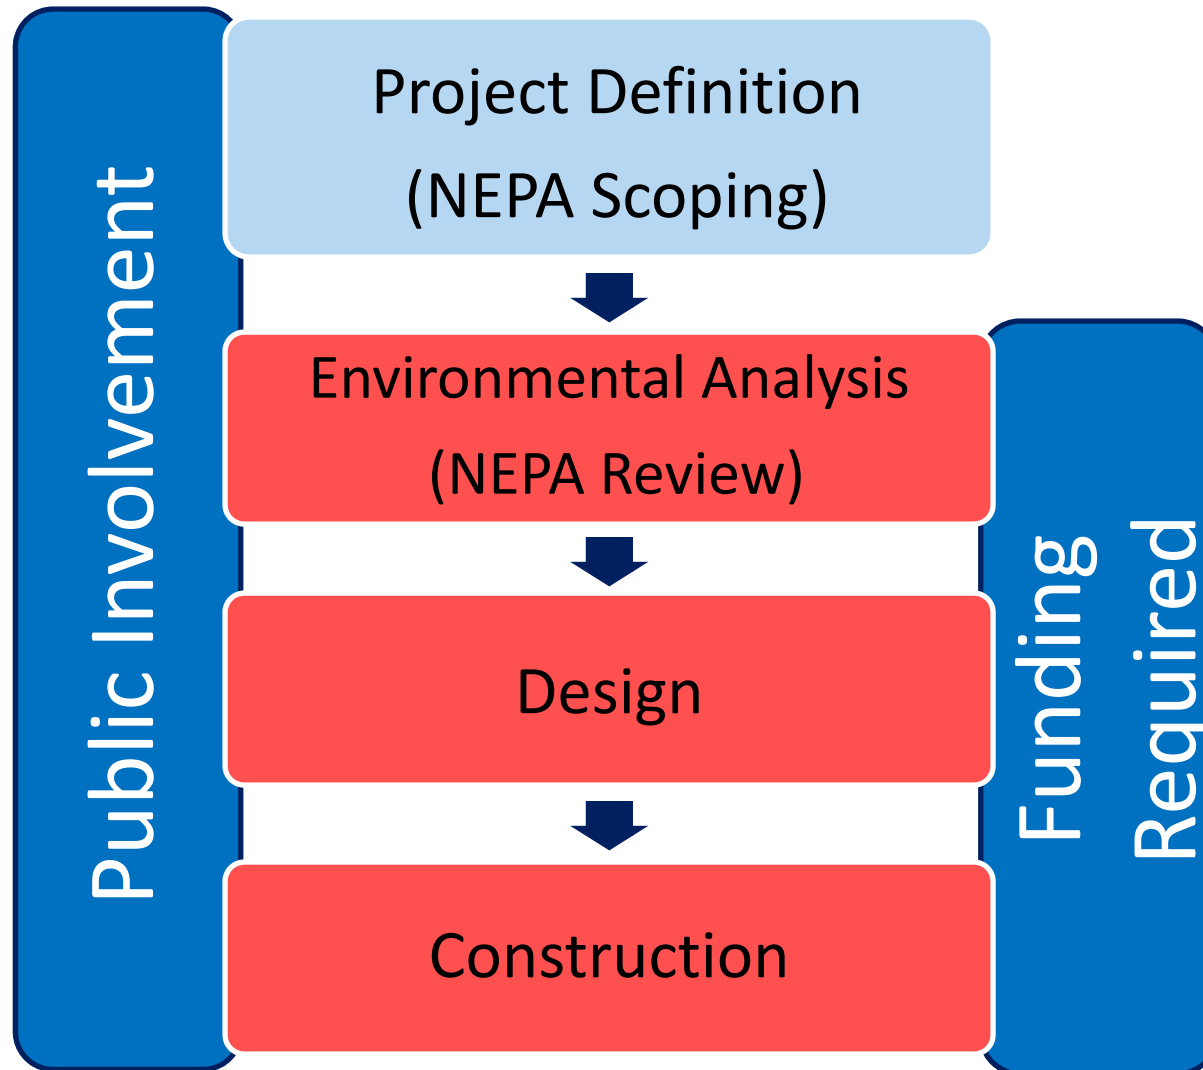 Public Involvement
Project Definition
(NEPA Scoping)
Environmental Analysis
(NEPA Review)
Design
Construction
Funding
Required